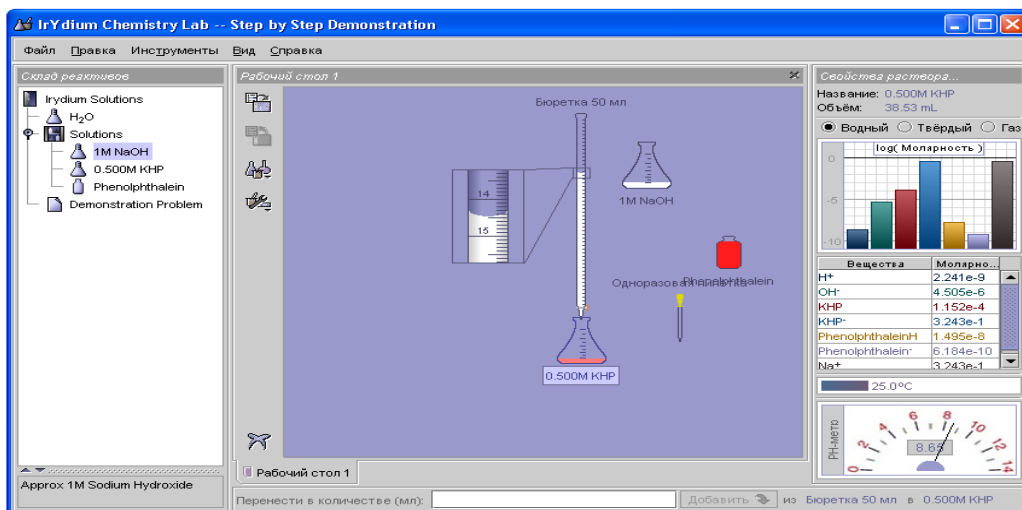 IrYdium Chemistry Lab -- Step by Step Demonstration
Файл Правка Инструменты Вид Справка
Склад реактивов
Irydium Solutions
H₂O
Solutions
1M NaOH
0.500M KHP
Phenolphthalein
Demonstration Problem
Approx 1M Sodium Hydroxide
Рабочий стол 1
Бюретка 50 мл
14
15
1M NaOH
Одноразовая пипетка
Phenolphthalein
0.500M KHP
Рабочий стол 1
Перенести в количестве (мл): Добавить из Бюретка 50 мл в 0.500M KHP
Свойства раствора...
Название: 0.500M KHP
Объём: 38.53 mL
Водный Твёрдый Газ
log( Моларность )
0
-5
-10
Вещества Молярно...
H⁺ 2.241e-9
OH⁻ 4.505e-6
KHP 1.152e-4
KHP⁻ 3.243e-1
PhenolphthaleinH 1.495e-8
Phenolphthalein⁻ 6.184e-10
Na⁺ 3.243e-1
25.0ºC
PH-метр
0 2 4 6 8 10 12 14
8.65